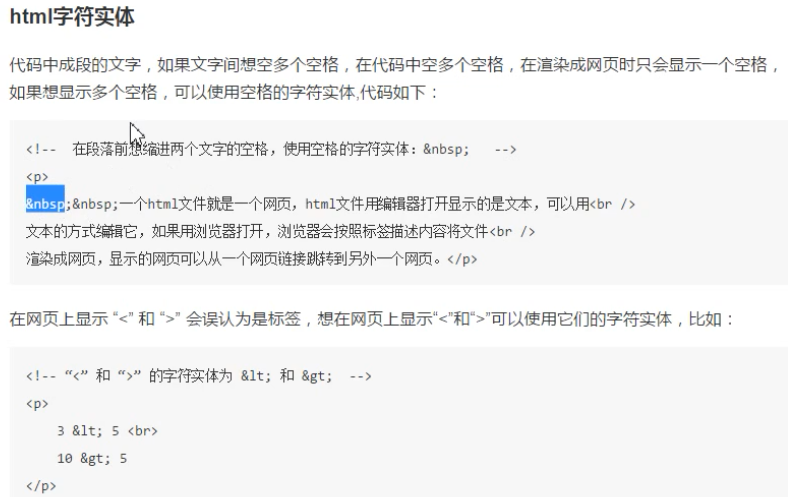 html字符实体
代码中成段的文字，如果文字间想空多个空格，在代码中空多个空格，在渲染成网页时只会显示一个空格，
如果想显示多个空格，可以使用空格的字符实体,代码如下：
<!--  在段落前想缩进两个文字的空格，使用空格的字符实体：&nbsp;   -->
<p>
&nbsp;&nbsp;一个html文件就是一个网页，html文件用编辑器打开显示的是文本，可以用<br />
文本的方式编辑它，如果用浏览器打开，浏览器会按照标签描述内容将文件<br />
渲染成网页，显示的网页可以从一个网页链接跳转到另外一个网页。</p>
在网页上显示 “<” 和 “>” 会误认为是标签，想在网页上显示“<”和“>”可以使用它们的字符实体，比如：
<!-- “<” 和 “>” 的字符实体为 &lt; 和 &gt;  -->
<p>
    3 &lt; 5 <br>
    10 &gt; 5
</p>